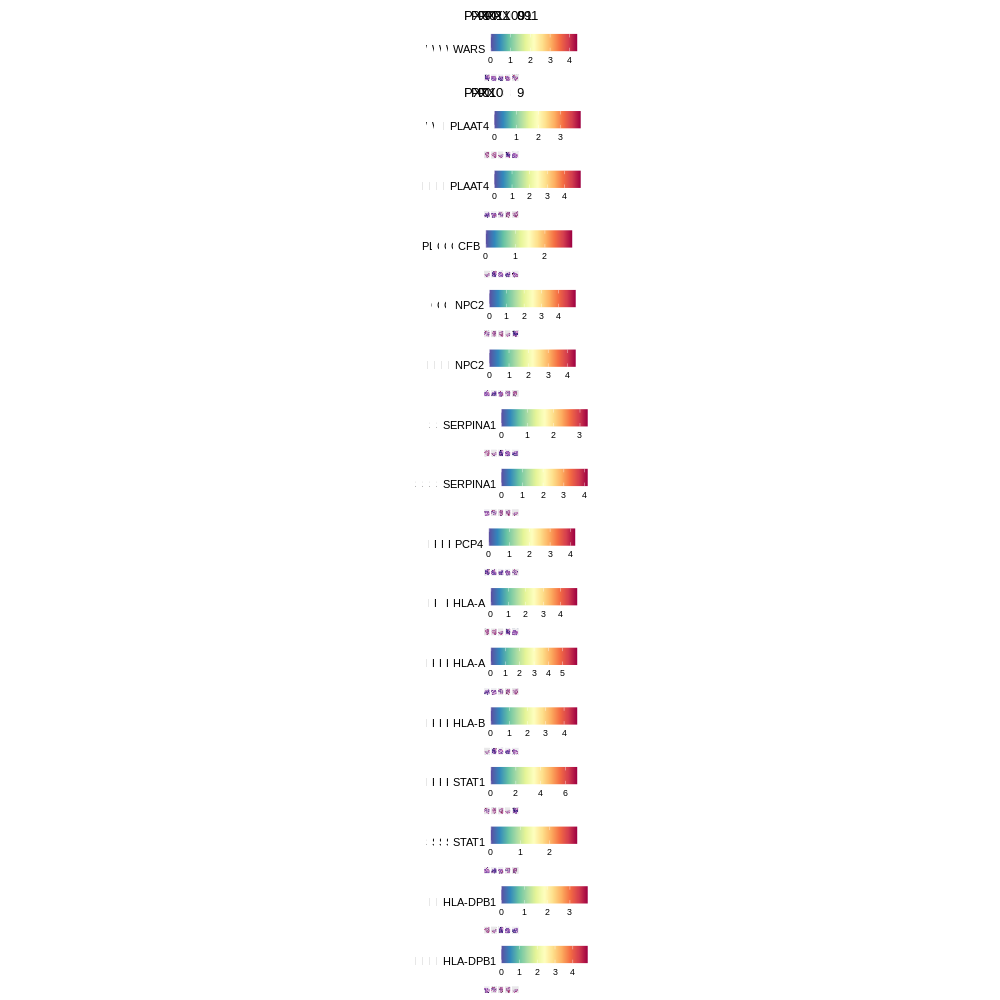 WARS
0 1 2 3 4
PLAAT4
0 1 2 3
PLAAT4
0 1 2 3 4
CFB
0 1 2
NPC2
0 1 2 3 4
NPC2
0 1 2 3 4
SERPINA1
0 1 2 3
SERPINA1
0 1 2 3 4
PCP4
0 1 2 3 4
HLA-A
0 1 2 3 4
HLA-A
0 1 2 3 4 5
HLA-B
0 1 2 3 4
STAT1
0 2 4 6
STAT1
0 1 2
HLA-DPB1
0 1 2 3
HLA-DPB1
0 1 2 3 4